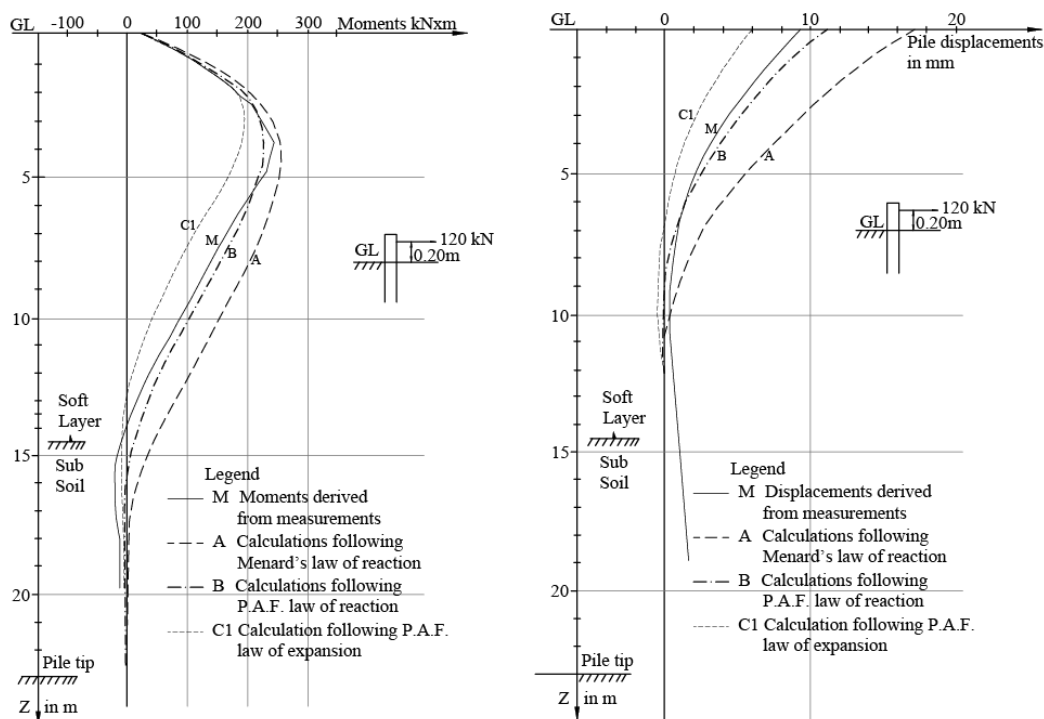 GL -100 0 100 200 300 Moments kNxm
5
10
15
20
C1
M
B
A
GL
120 kN
0.20m
Soft
Layer
Sub
Soil
Legend
M Moments derived
from measurements
A Calculations following
Menard's law of reaction
B Calculations
P.A.F. law of reaction
C1 Calculation following P.A.F.
law of expansion
Pile tip
Z in m
GL 0 10 20
Pile displacements
in mm
5
10
15
20
C1
M
B
A
GL
120 kN
0.20m
Soft
Layer
Sub
Soil
Legend
M Displacements derived
from measurements
A Calculations following
Menard's law of reaction
B Calculations following
P.A.F. law of reaction
C1 Calculation following P.A.F.
law of expansion
Pile tip
Z in m